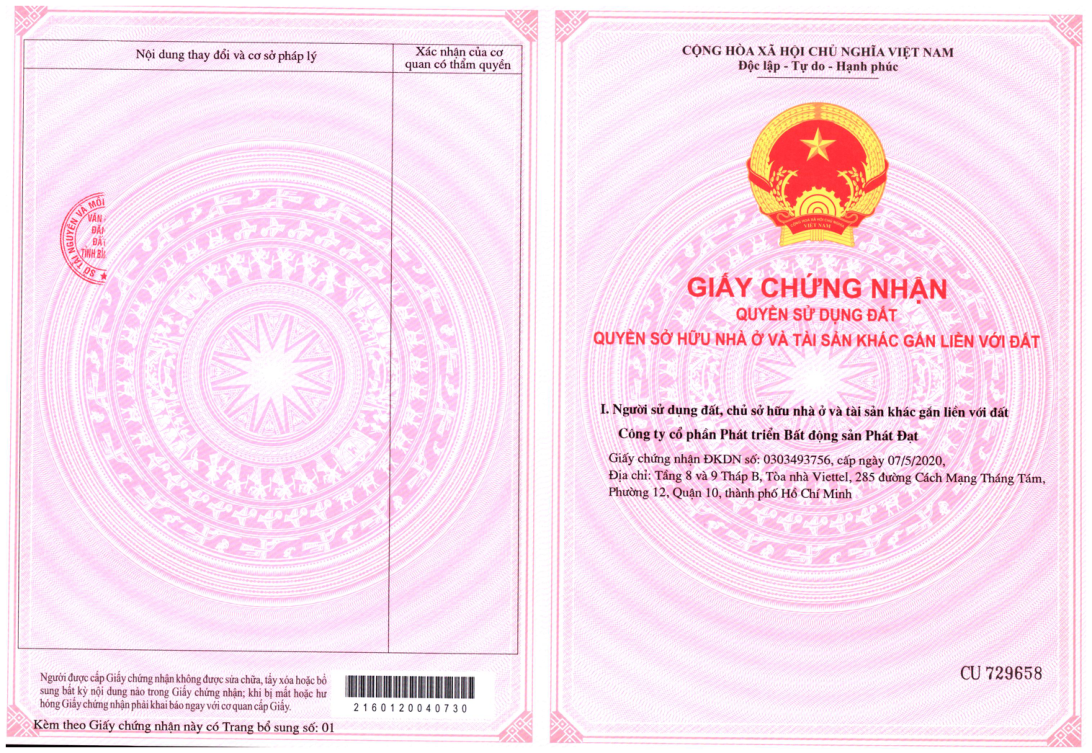 Nội dung thay đổi và cơ sở pháp lý
Xác nhận của cơ
quan có thẩm quyền
SỞ TÀI NGUYÊN VÀ MÔI
VĂN
ĐĂN
ĐẤT
TỈNH BÌN
Người được cấp Giấy chứng nhận không được sửa chữa, tẩy xóa hoặc bổ
sung bất kỳ nội dung nào trong Giấy chứng nhận; khi bị mất hoặc hư
hỏng Giấy chứng nhận phải khai báo ngay với cơ quan cấp Giấy.
2160120040730
Kèm theo Giấy chứng nhận này có Trang bổ sung số: 01
CỘNG HÒA XÃ HỘI CHỦ NGHĨA VIỆT NAM
Độc lập - Tự do - Hạnh phúc
CỘNG HÒA XÃ HỘI CHỦ NGHĨA
VIỆT NAM
GIẤY CHỨNG NHẬN
QUYỀN SỬ DỤNG ĐẤT
QUYỀN SỞ HỮU NHÀ Ở VÀ TÀI SẢN KHÁC GẮN LIỀN VỚI ĐẤT
I. Người sử dụng đất, chủ sở hữu nhà ở và tài sản khác gắn liền với đất
Công ty cổ phần Phát triển Bất động sản Phát Đạt
Giấy chứng nhận ĐKDN số: 0303493756, cấp ngày 07/5/2020,
Địa chỉ: Tầng 8 và 9 Tháp B, Tòa nhà Viettel, 285 đường Cách Mạng Tháng Tám,
Phường 12, Quận 10, thành phố Hồ Chí Minh
CU 729658